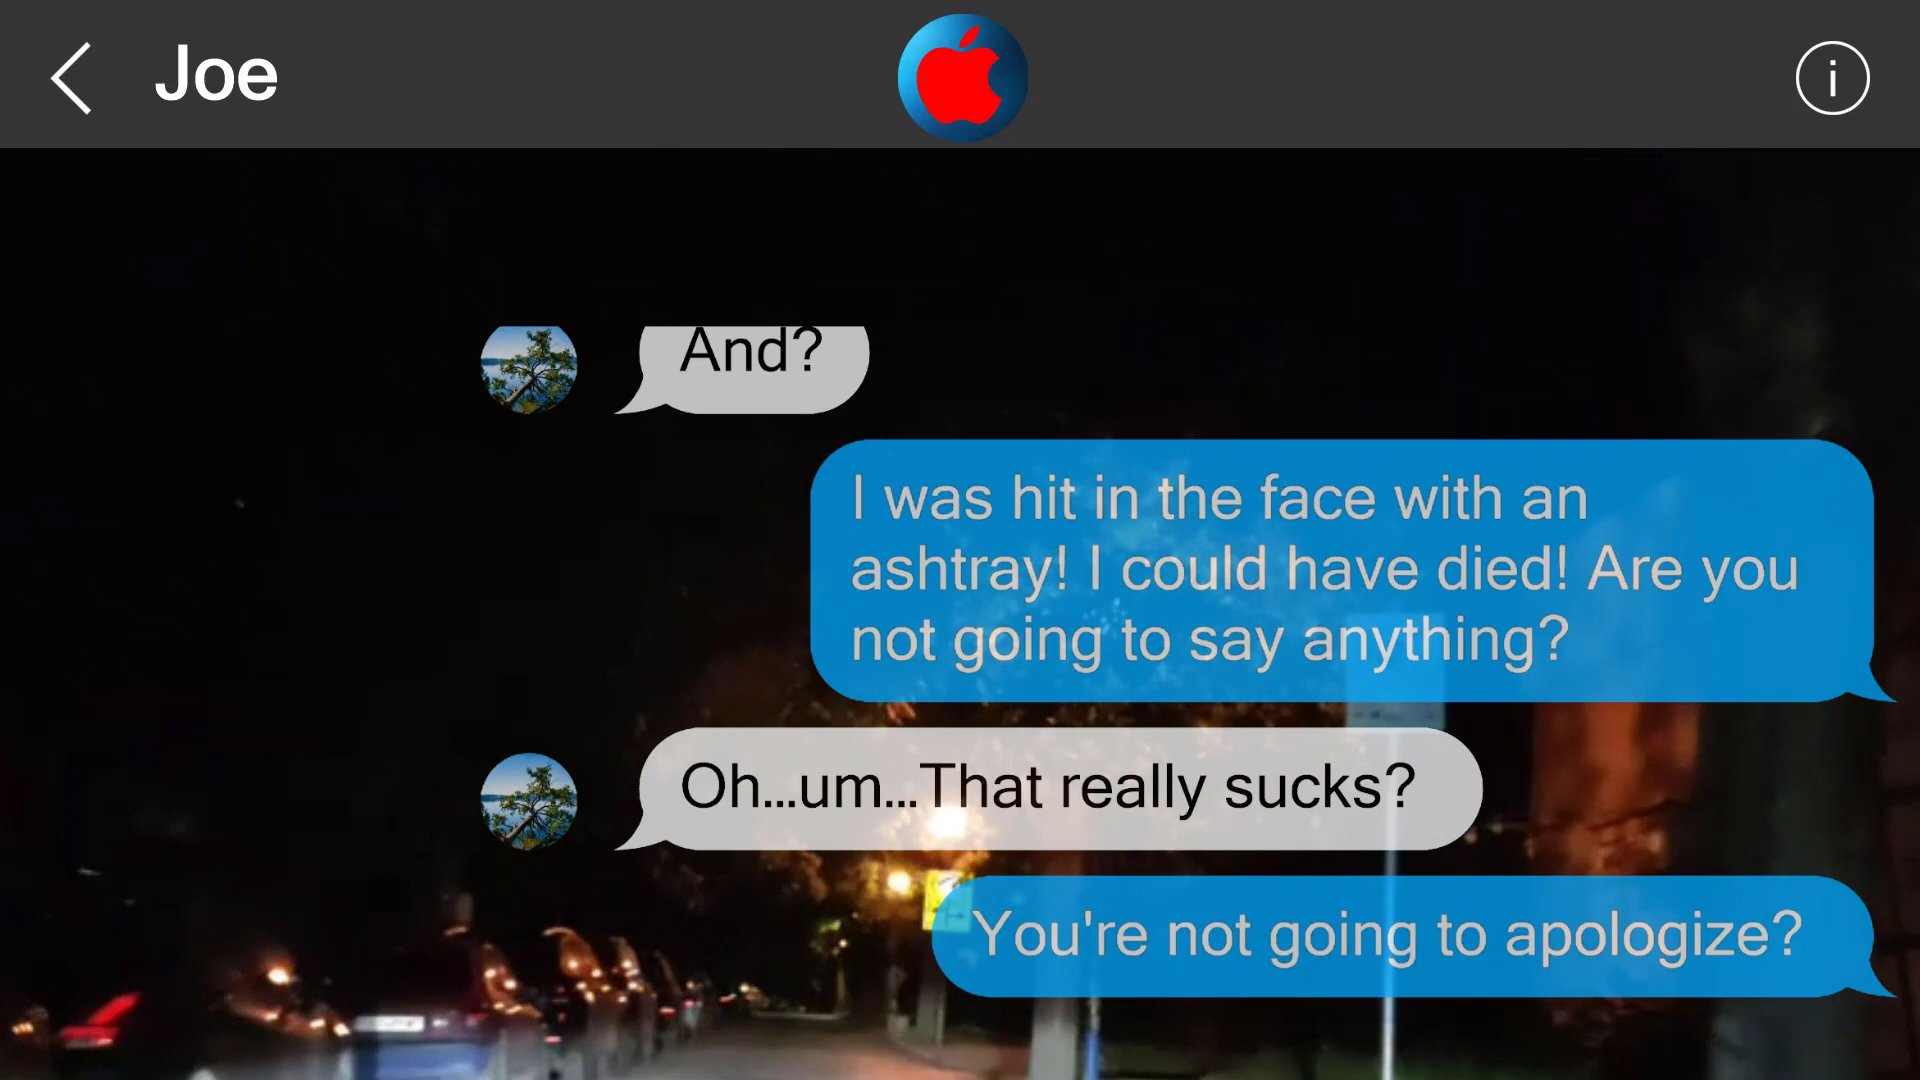 Joe
i
And?
I was hit in the face with an
ashtray! I could have died! Are you
not going to say anything?
Oh...um...That really sucks?
You're not going to apologize?